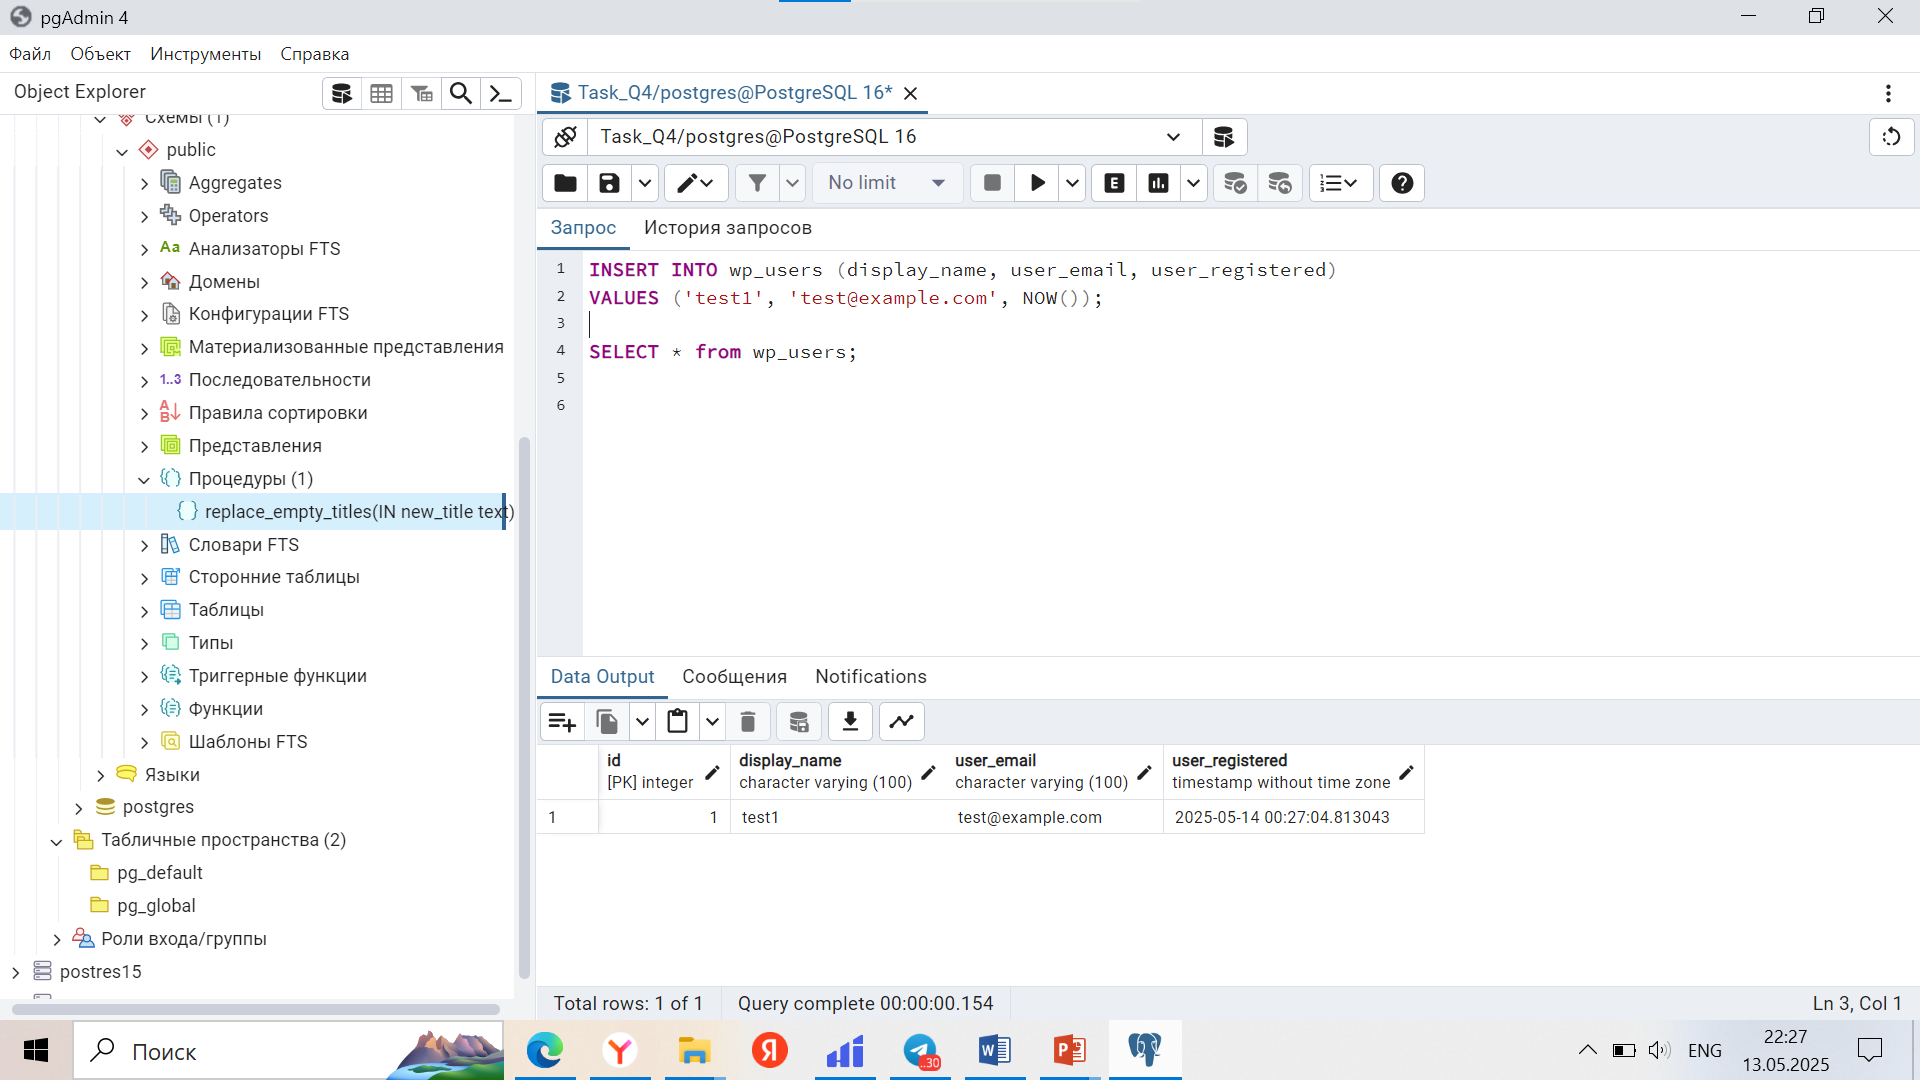 pgAdmin 4
Файл Объект Инструменты Справка
Object Explorer
Схемы (1)
public
Aggregates
Operators
Aa Анализаторы FTS
Домены
Конфигурации FTS
Материализованные представления
1..3 Последовательности
Правила сортировки
Представления
Процедуры (1)
replace_empty_titles(IN new_title text)
Словари FTS
Сторонние таблицы
Таблицы
Типы
Триггерные функции
Функции
Шаблоны FTS
Языки
postgres
Табличные пространства (2)
pg_default
pg_global
Роли входа/группы
postres15
Task_Q4/postgres@PostgreSQL 16*
Task_Q4/postgres@PostgreSQL 16
No limit
E
Запрос История запросов
1 INSERT INTO wp_users (display_name, user_email, user_registered)
2 VALUES ('test1', 'test@example.com', NOW());
3
4 SELECT * from wp_users;
5
6
Data Output Сообщения Notifications
id display_name user_email user_registered
[PK] integer character varying (100) character varying (100) timestamp without time zone
1 1 test1 test@example.com 2025-05-14 00:27:04.813043
Total rows: 1 of 1 Query complete 00:00:00.154 Ln 3, Col 1
Поиск
Я
..30
ENG
22:27
13.05.2025